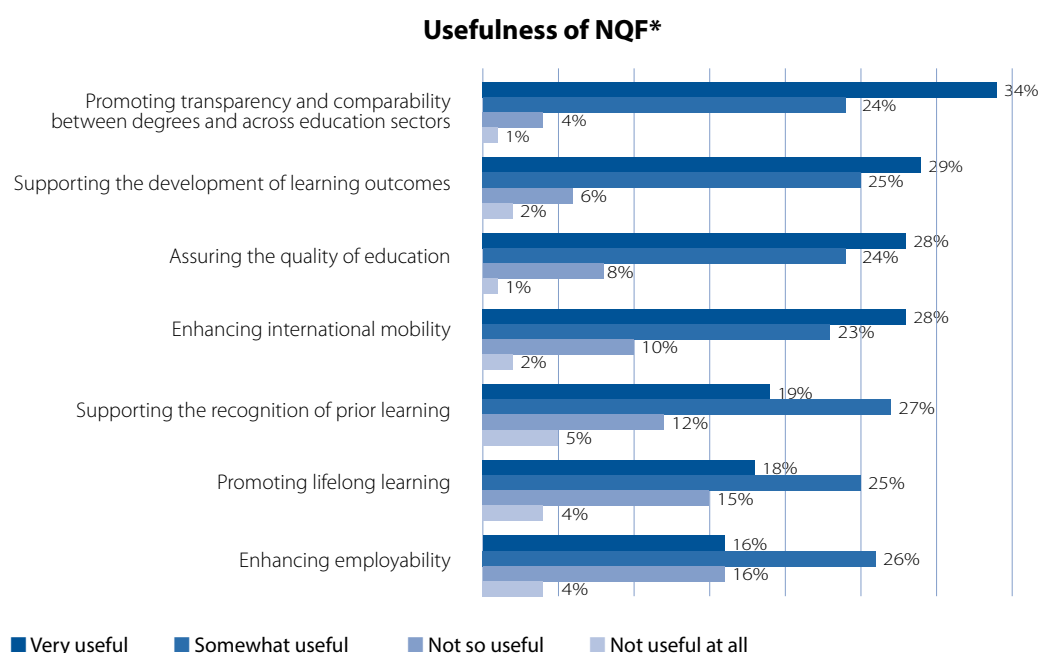 Usefulness of NQF*
Promoting transparency and comparability
between degrees and across education sectors
34%
24%
4%
1%
Supporting the development of learning outcomes
29%
25%
6%
2%
Assuring the quality of education
28%
24%
8%
1%
Enhancing international mobility
28%
23%
10%
2%
Supporting the recognition of prior learning
19%
27%
12%
5%
Promoting lifelong learning
18%
25%
15%
4%
Enhancing employability
16%
26%
16%
4%
Very useful Somewhat useful Not so useful Not useful at all